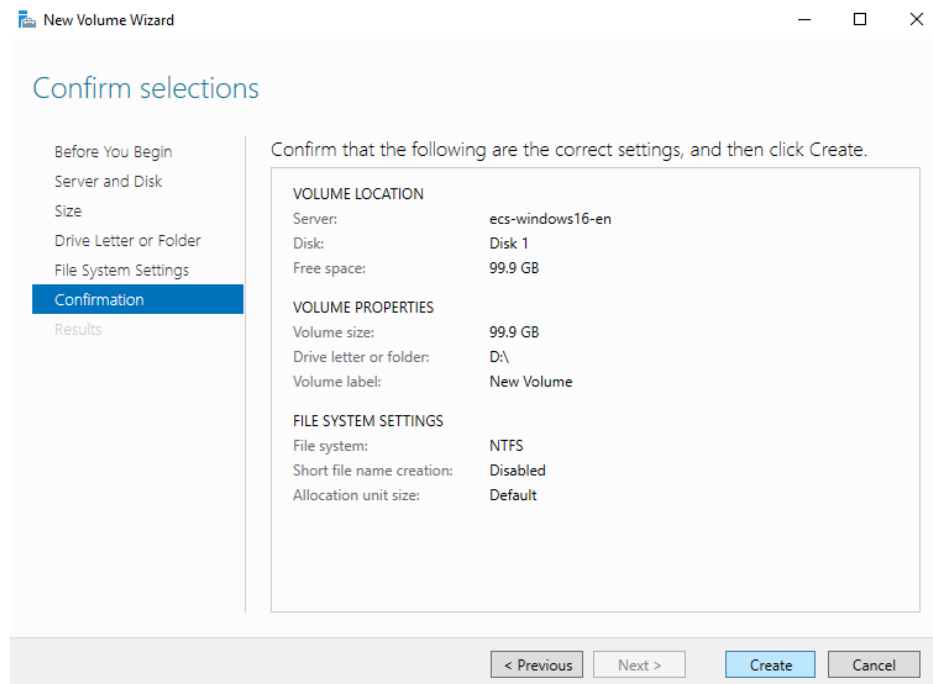 New Volume Wizard
Confirm selections
Before You Begin
Server and Disk
Size
Drive Letter or Folder
File System Settings
Confirmation
Results
Confirm that the following are the correct settings, and then click Create.
VOLUME LOCATION
Server: ecs-windows16-en
Disk: Disk 1
Free space: 99.9 GB
VOLUME PROPERTIES
Volume size: 99.9 GB
Drive letter or folder: D:\
Volume label: New Volume
FILE SYSTEM SETTINGS
File system: NTFS
Short file name creation: Disabled
Allocation unit size: Default
< Previous Next > Create Cancel